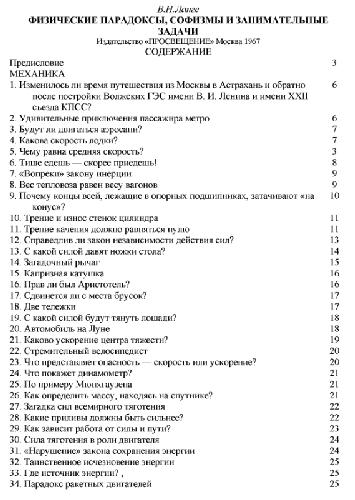 В.Н.Ланге
ФИЗИЧЕСКИЕ ПАРАДОКСЫ, СОФИЗМЫ И ЗАНИМАТЕЛЬНЫЕ
ЗАДАЧИ
Издательство «ПРОСВЕЩЕНИЕ» Москва 1967
СОДЕРЖАНИЕ
Предисловие 3
МЕХАНИКА
1. Изменилось ли время путешествия из Москвы в Астрахань и обратно 6
после постройки Волжских ГЭС имени В. И. Ленина и имени XXII
съезда КПСС?
2. Удивительные приключения пассажира метро 6
3. Будут ли двигаться аэросани? 7
4. Какова скорость лодки? 7
5. Чему равна средняя скорость? 3
6. Тише едешь — скорее приедешь! 8
7. «Вопреки» закону инерции 9
8. Вес тепловоза равен весу вагонов 9
9. Почему концы всей, лежащие в опорных подшипниках, затачивают «на 10
конус»?
10. Трение и износ стенок цилиндра 11
11. Трение качения должно равняться нулю 11
12. Справедлив ли закон независимости действия сил? 13
13. С какой силой давят ножки стола? 14
14. Загадочный рычаг 15
15. Капризная катушка 16
16. Прав ли был Аристотель? 16
17. Сдвинется ли с места брусок? 17
18. Две тележки 17
19. С какой силой будут тянуть лошади? 18
20. Автомобиль на Луне 18
21. Каково ускорение центра тяжести? 19
22. Стремительный велосипедист 20
23. Что представляет опасность — скорость или ускорение? 20
24. Что покажет динамометр? 21
25. По примеру Мюнхгаузена 21
26. Как определить массу, находясь на спутнике? 21
27. Загадка сил всемирного тяготения 22
28. Какие приливы должны быть сильнее? 22
29. Как зависит работа от силы и пути? 23
30. Сила тяготения в роли двигателя 24
31. «Нарушение» закона сохранения энергии 24
32. Таинственное исчезновение энергии 25
33. Где источник энергии? , 25
34. Парадокс ракетных двигателей 25